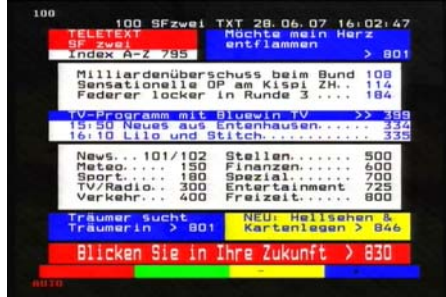 100
100 SFzwei TXT 28.06.07 16:02:47
TELETEXT
SF zwei
Index A-Z 795
Möchte mein Herz
entflammen
> 801
Milliardenüberschuss beim Bund 108
Sensationelle OP am Kispi ZH.. 114
Federer locker in Runde 3 .... 184
TV-Programm mit Bluewin TV >> 399
15:50 Neues aus Entenhausen..... 334
16:10 Lilo und Stitch........... 335
News... 101/102 Stellen....... 500
Meteo.... 150 Finanzen...... 600
Sport.... 180 Spezial....... 700
TV/Radio.. 300 Entertainment 725
Verkehr... 400 Freizeit...... 800
Träumer sucht
Träumerin > 801
NEU: Hellsehen &
Kartenlegen > 846
Blicken Sie in Ihre Zukunft > 830
-
AUTO